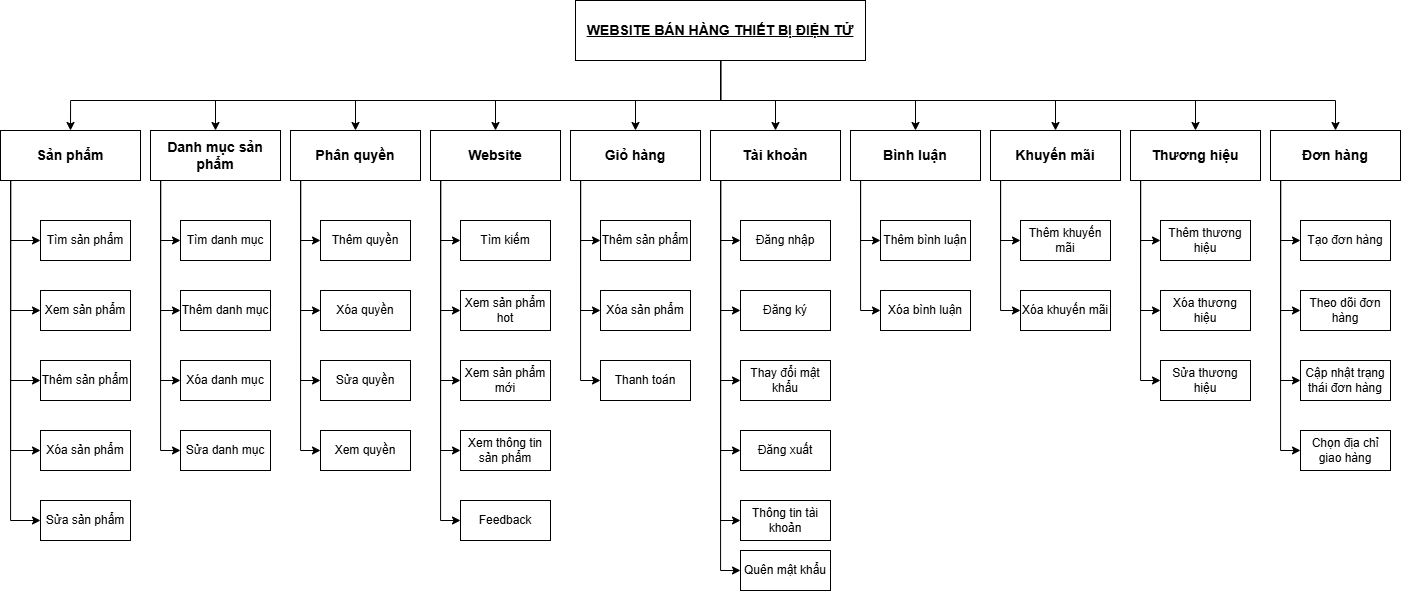 WEBSITE BÁN HÀNG THIẾT BỊ ĐIỆN TỬ
Sản phẩm
Danh mục sản
phẩm
Phân quyền
Website
Giỏ hàng
Tài khoản
Bình luận
Khuyến mãi
Thương hiệu
Đơn hàng
Tìm sản phẩm
Xem sản phẩm
Thêm sản phẩm
Xóa sản phẩm
Sửa sản phẩm
Tìm danh mục
Thêm danh mục
Xóa danh mục
Sửa danh mục
Thêm quyền
Xóa quyền
Sửa quyền
Xem quyền
Tìm kiếm
Xem sản phẩm
hot
Xem sản phẩm
mới
Xem thông tin
sản phẩm
Feedback
Thêm sản phẩm
Xóa sản phẩm
Thanh toán
Đăng nhập
Đăng ký
Thay đổi mật
khẩu
Đăng xuất
Thông tin tài
khoản
Quên mật khẩu
Thêm bình luận
Xóa bình luận
Thêm khuyến
mãi
Xóa khuyến mãi
Thêm thương
hiệu
Xóa thương
hiệu
Sửa thương
hiệu
Tạo đơn hàng
Theo dõi đơn
hàng
Cập nhật trạng
thái đơn hàng
Chọn địa chỉ
giao hàng